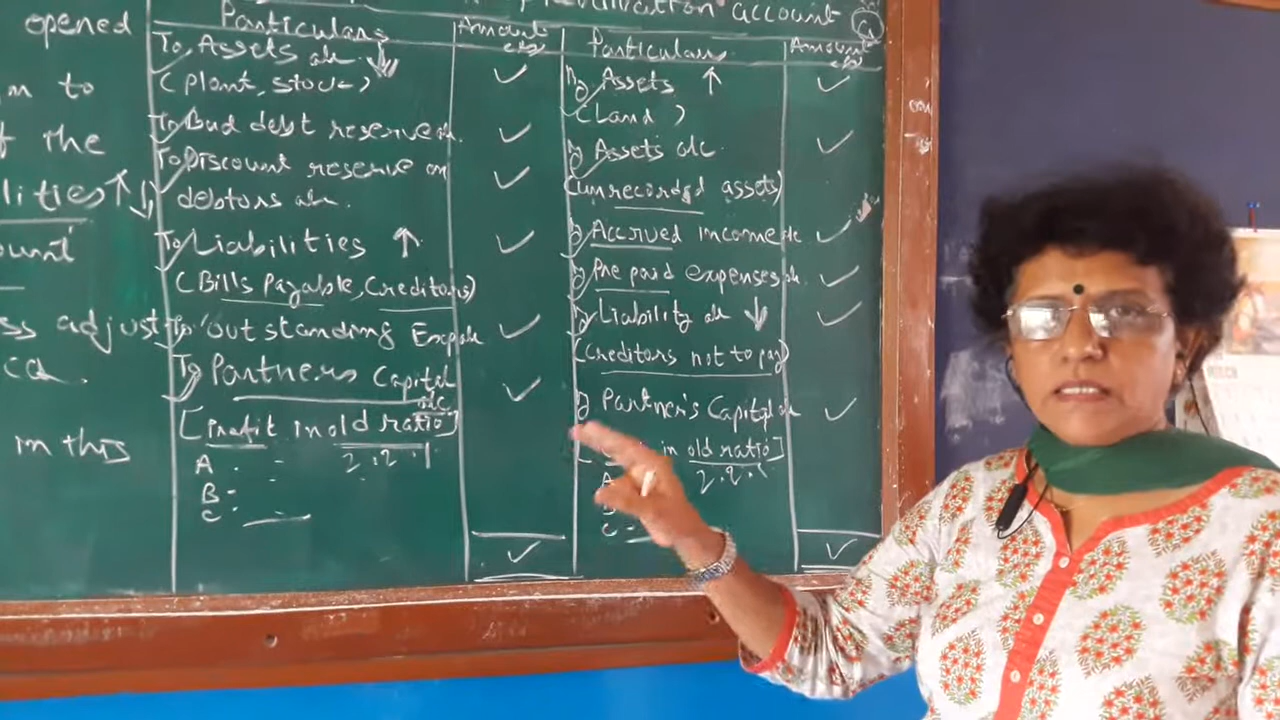 opened
m to
f the
lities ↑↓
ount
ss adjust-
ca.
in this
account
Particulars
Amount
To Assets a/c ↓
(Plant, stock)
To Bad debt reserve a/c.
To Discount reserve on
debtors a/c.
To Liabilities ↑
(Bills Payable, Creditors)
To outstanding Exp a/c
To Partners Capital
a/c
[Profit in old ratio]
2:2:1
A
B
C
Particulars
Amount
By Assets ↑
(Land)
By Assets a/c
(unrecorded assets)
By Accrued income a/c
By Pre paid expenses a/c.
By Liability a/c ↓
(Creditors not to pay)
By Partner's Capital a/c
in old ratio]
2:2:1
C